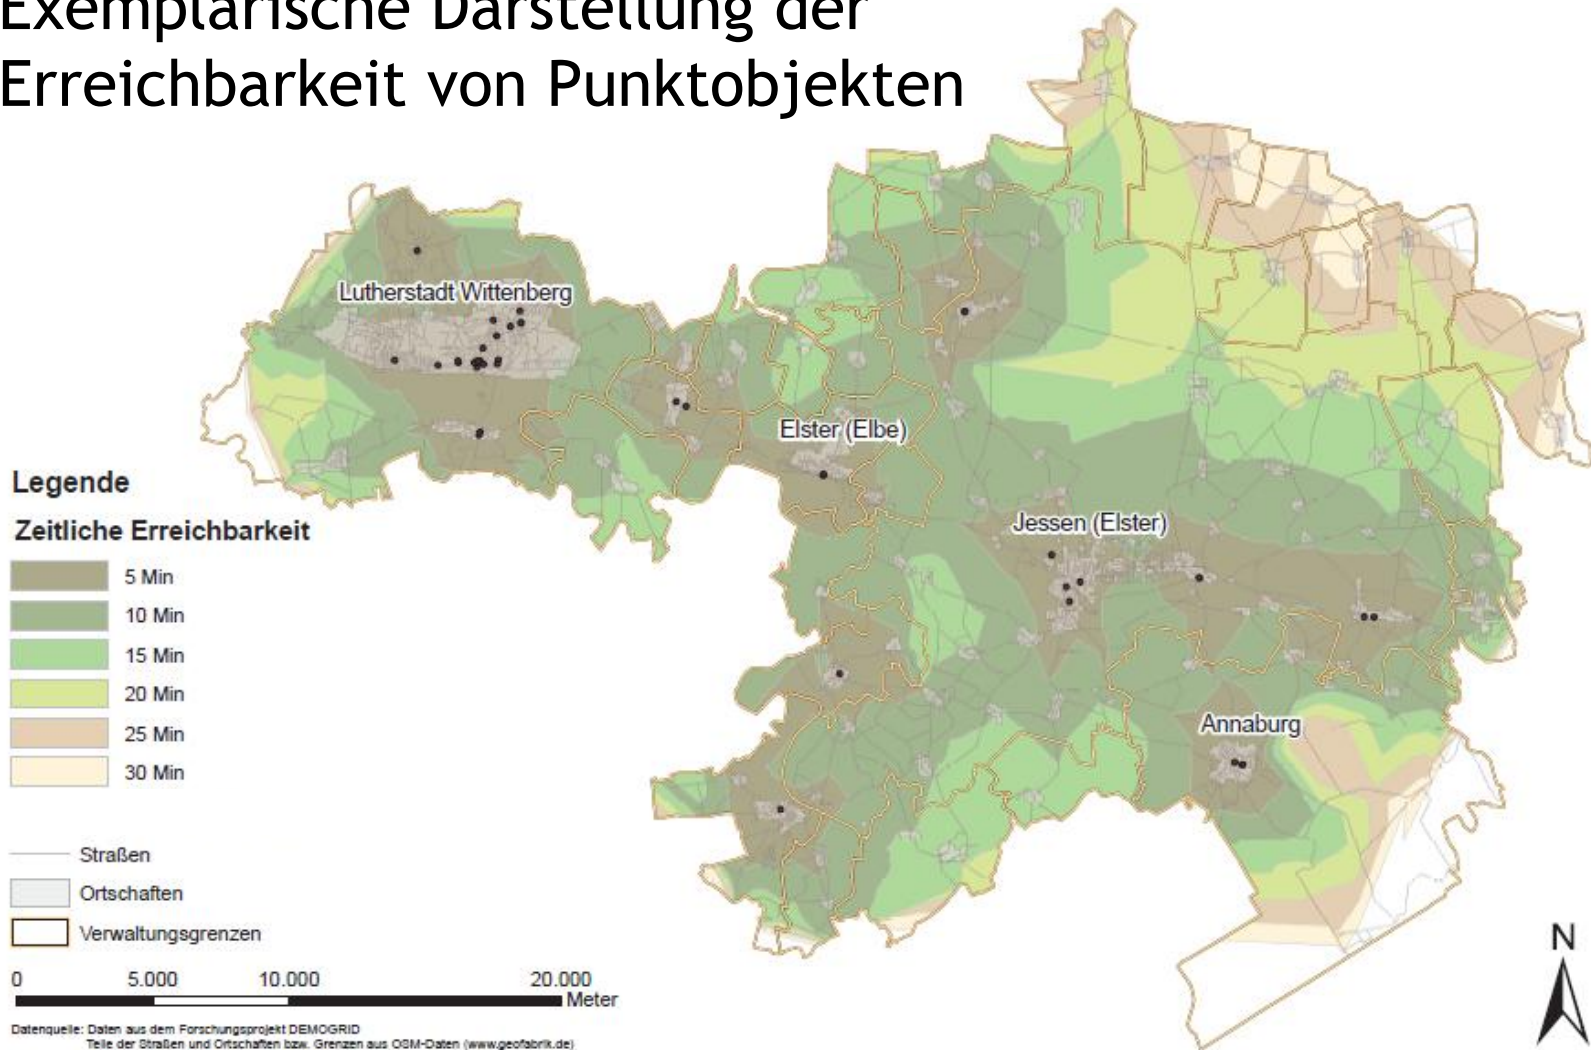 Exemplarische Darstellung der
Erreichbarkeit von Punktobjekten
Lutherstadt Wittenberg
Elster (Elbe)
Jessen (Elster)
Annaburg
Legende
Zeitliche Erreichbarkeit
5 Min
10 Min
15 Min
20 Min
25 Min
30 Min
Straßen
Ortschaften
Verwaltungsgrenzen
0 5.000 10.000 20.000
Meter
N
Datenquelle: Daten aus dem Forschungsprojekt DEMOGRID
Teile der Straßen und Ortschaften bzw. Grenzen aus OSM-Daten (www.geofabrik.de)